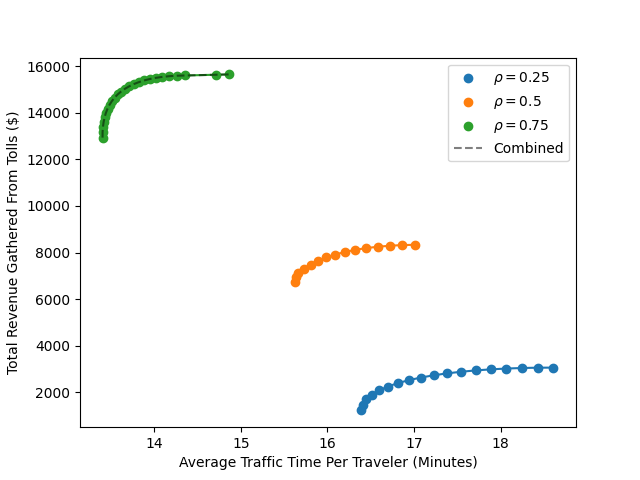 16000
14000
12000
10000
8000
6000
4000
2000
14
15
16
17
18
Total Revenue Gathered From Tolls ($)
Average Traffic Time Per Traveler (Minutes)
ρ = 0.25
ρ = 0.5
ρ = 0.75
Combined